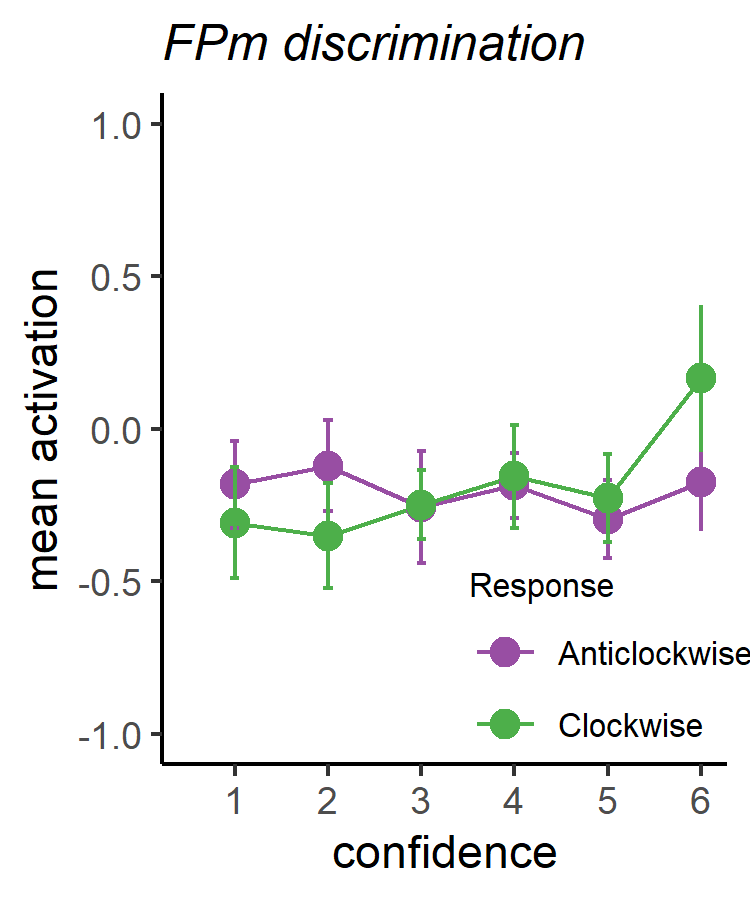 FPm discrimination
1.0
0.5
0.0
-0.5
-1.0
mean activation
Response
Anticlockwise
Clockwise
1 2 3 4 5 6
confidence